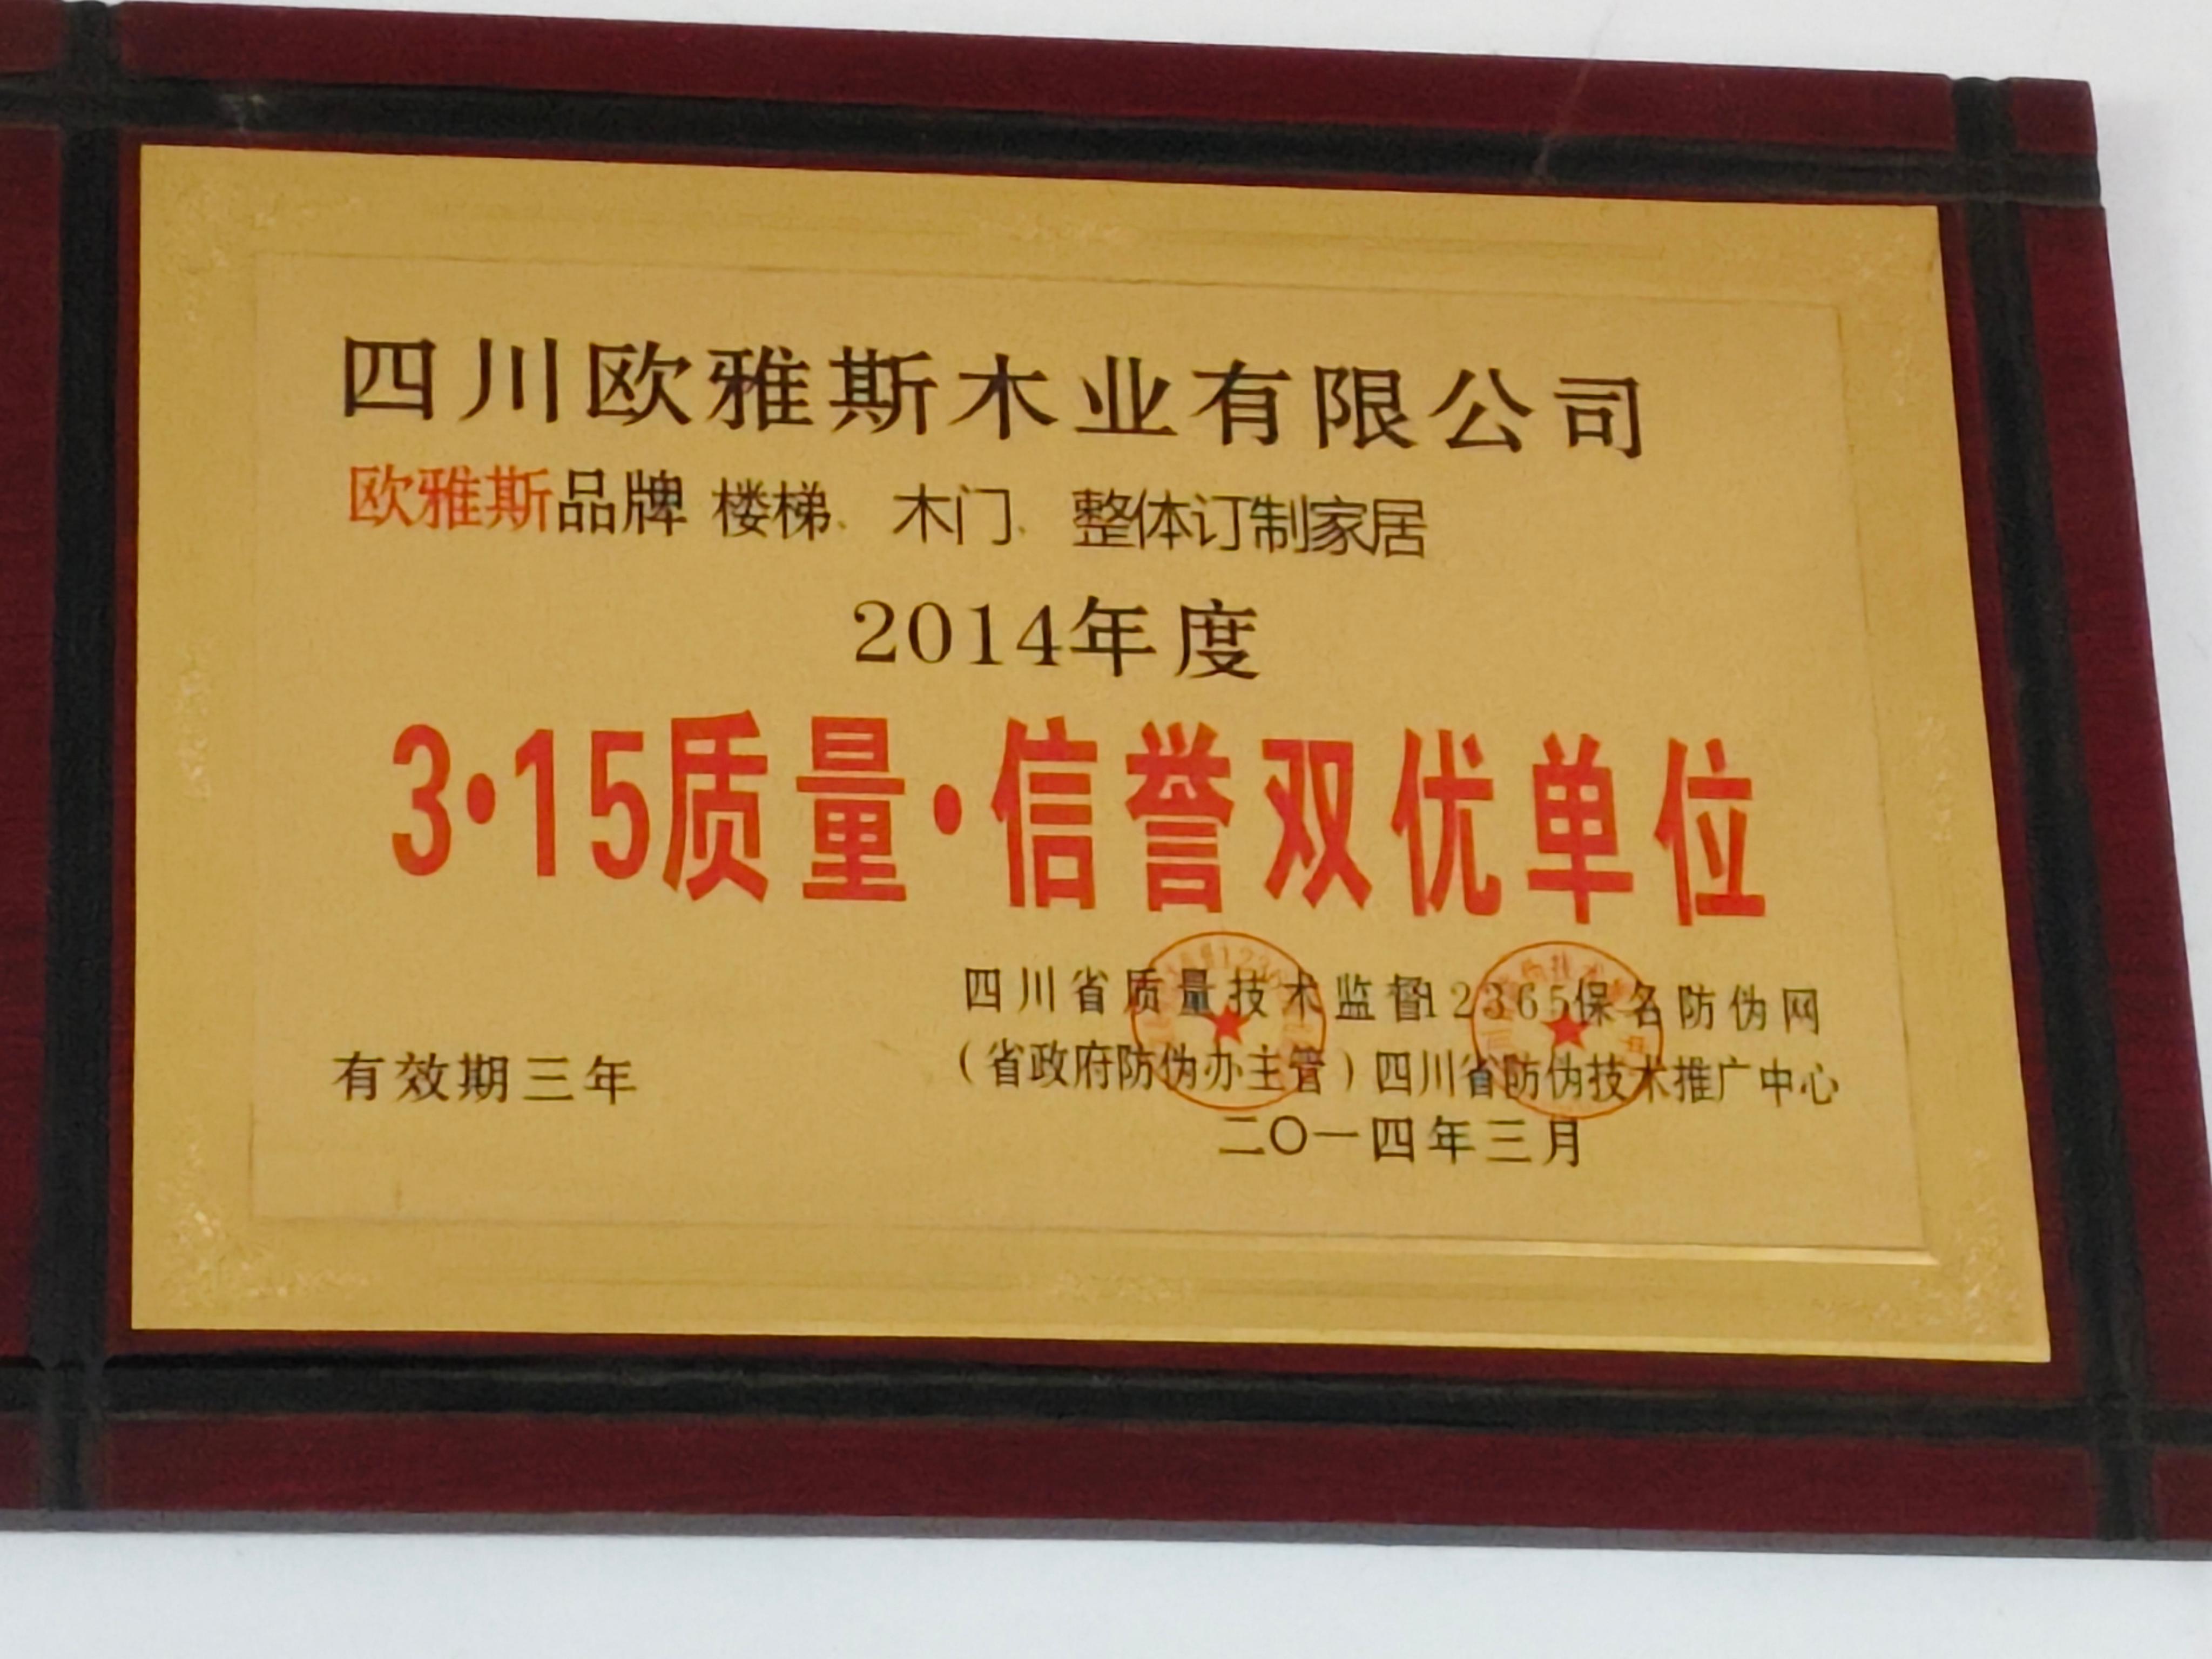 四川欧雅斯木业有限公司
欧雅斯品牌 楼梯、木门、整体订制家居
2014年度
3·15质量·信誉双优单位
四川省质量技术监督12365保名防伪网
(省政府防伪办主管)四川省防伪技术推广中心
有效期三年
二〇一四年三月